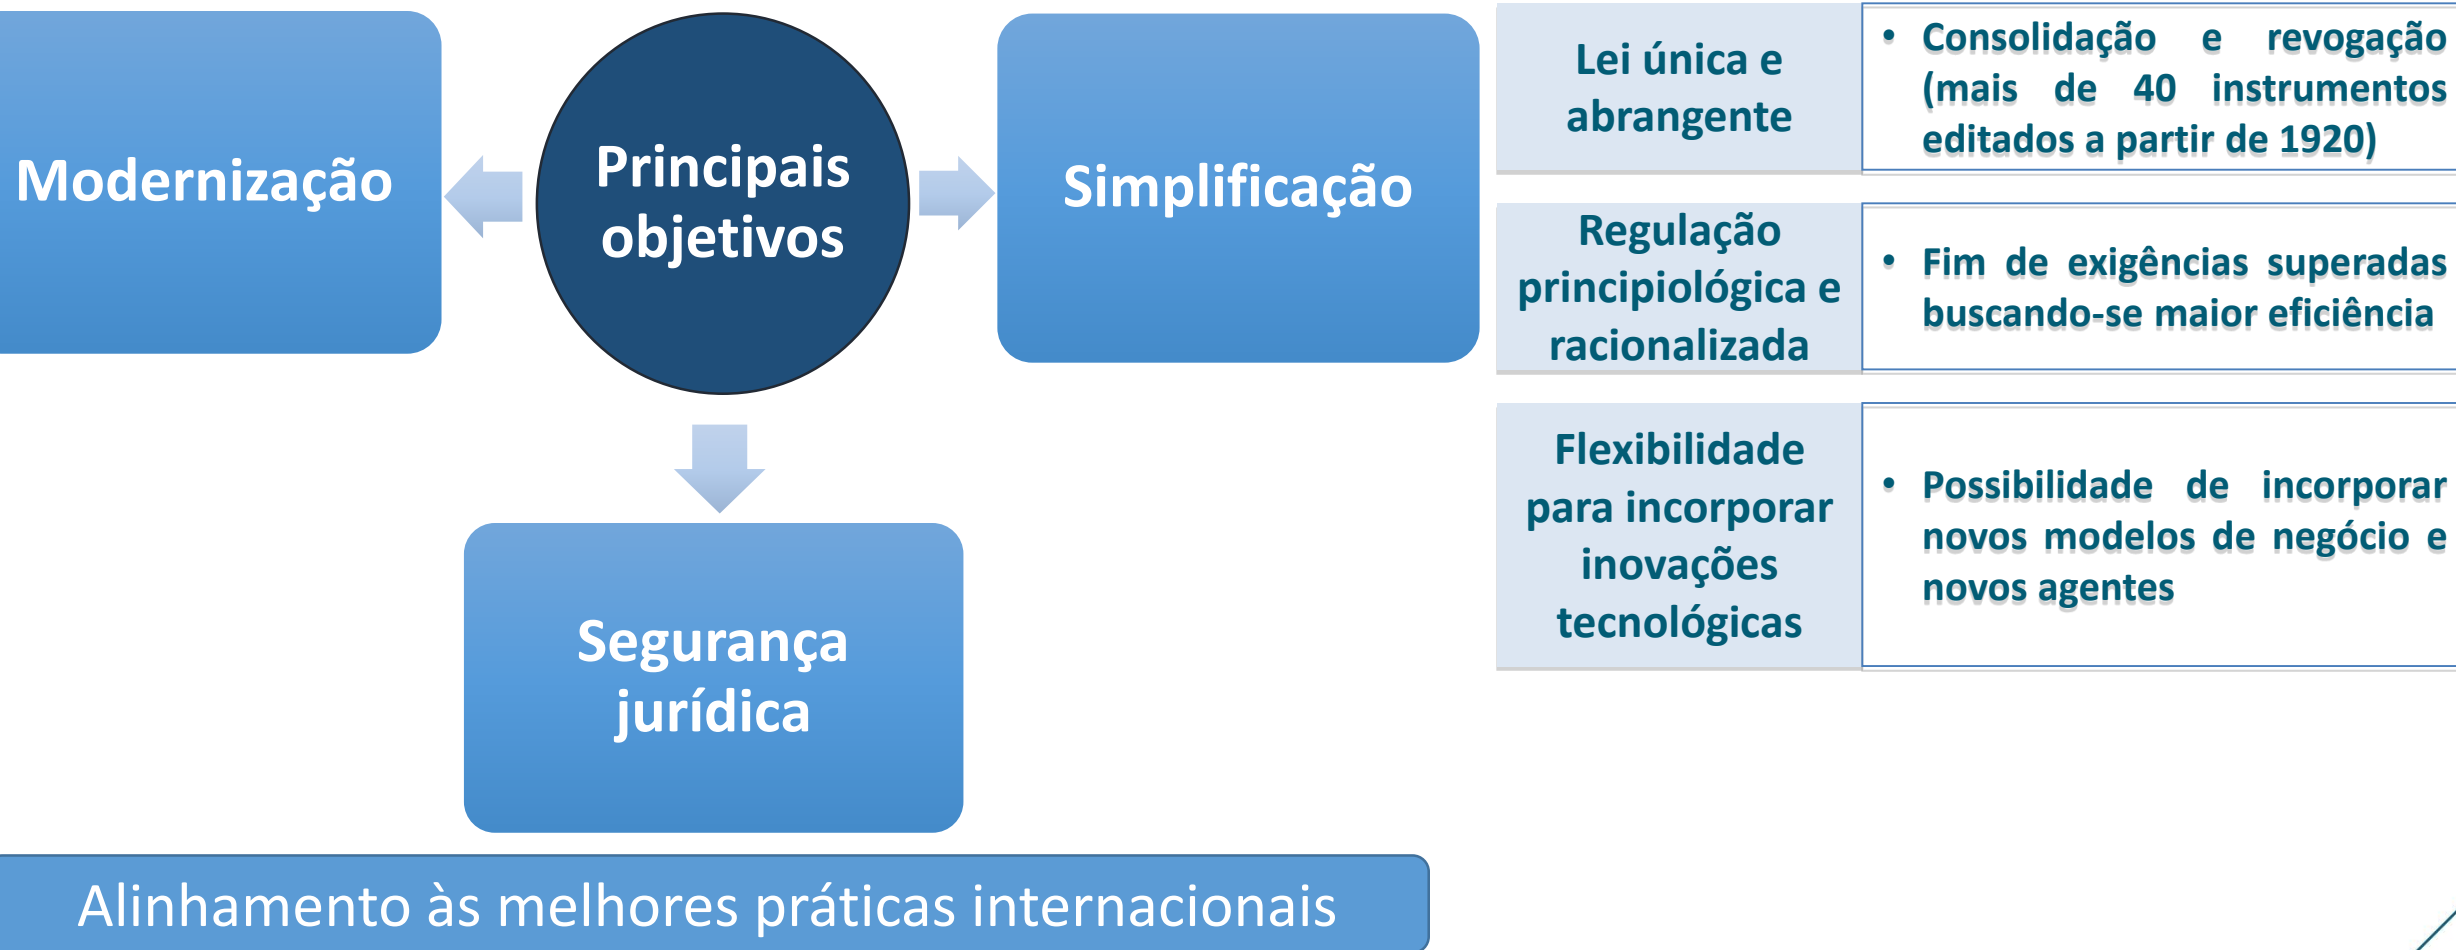 Modernização
Principais
objetivos
Simplificação
Segurança
jurídica
Alinhamento às melhores práticas internacionais
Lei única e
abrangente
• Consolidação e revogação
(mais de 40 instrumentos
editados a partir de 1920)
Regulação
principiológica e
racionalizada
• Fim de exigências superadas
buscando-se maior eficiência
Flexibilidade
para incorporar
inovações
tecnológicas
• Possibilidade de incorporar
novos modelos de negócio e
novos agentes